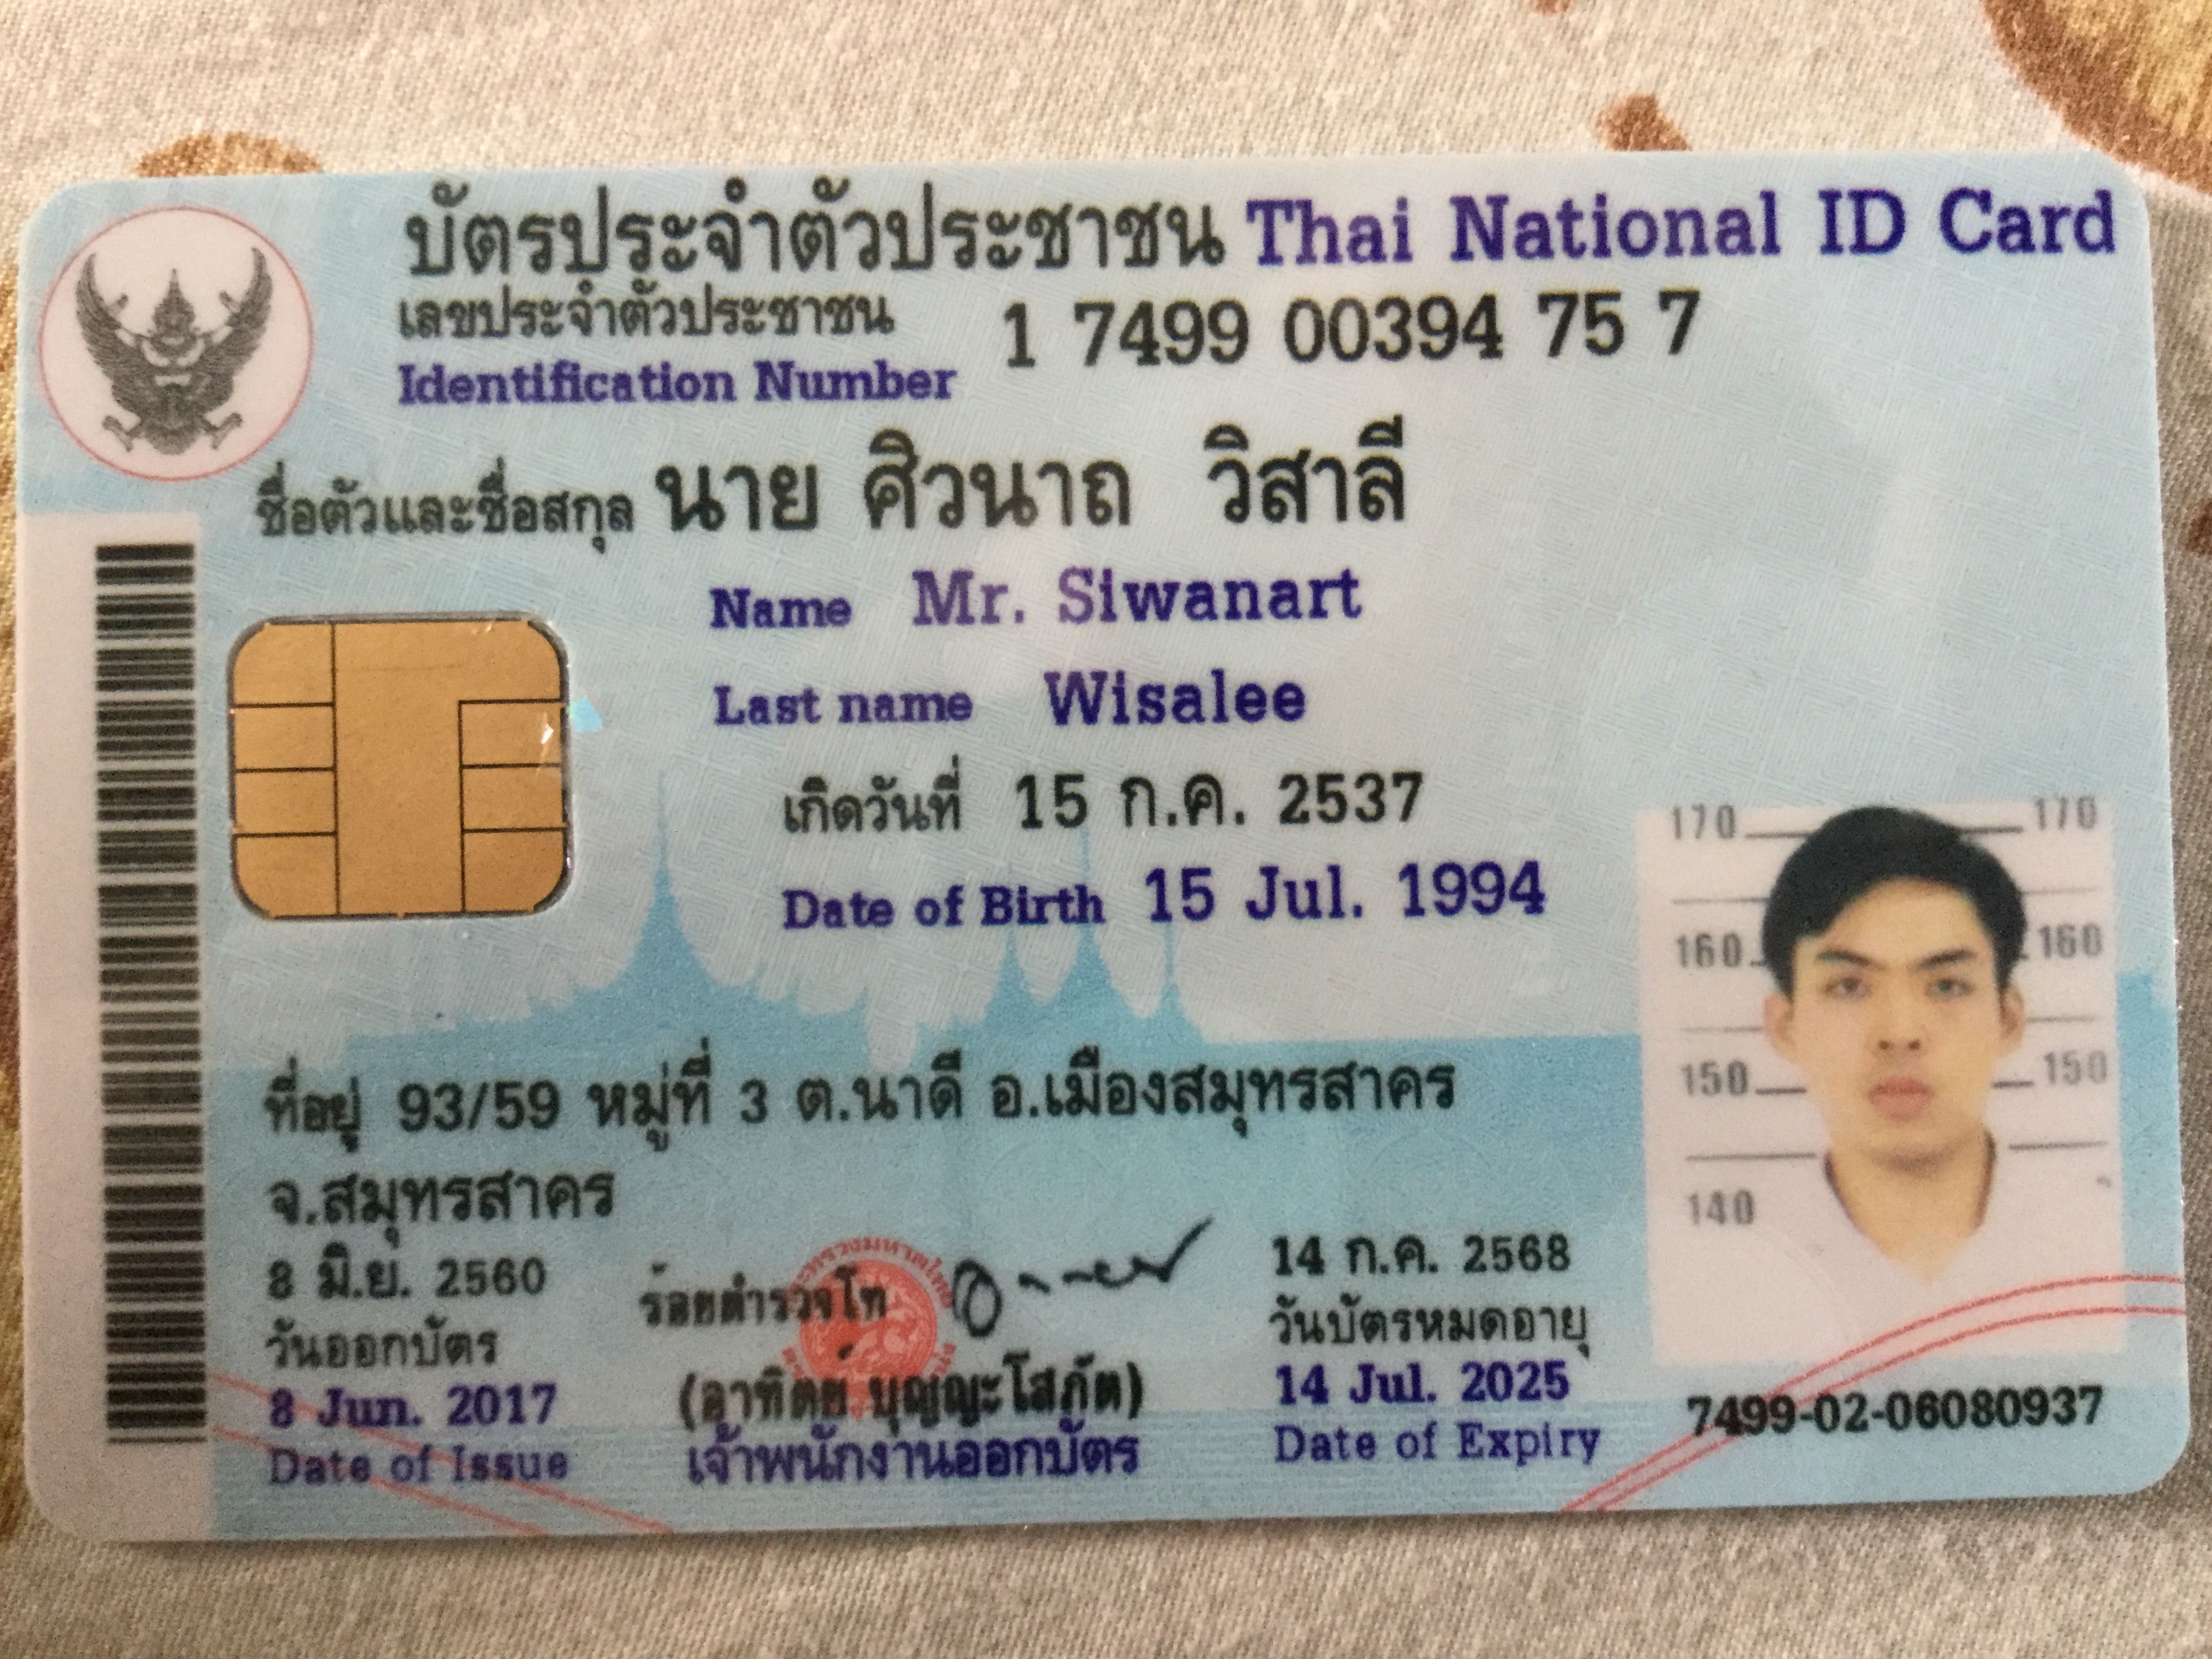 บัตรประจำตัวประชาชน Thai National ID Card
เลขประจำตัวประชาชน 1 7499 00394 75 7
Identification Number
ชื่อตัวและชื่อสกุล นาย ศิวนาถ วิสาลี
Name Mr. Siwanart
Last name Wisalee
เกิดวันที่ 15 ก.ค. 2537
Date of Birth 15 Jul. 1994
ที่อยู่ 93/59 หมู่ที่ 3 ต.นาดี อ.เมืองสมุทรสาคร
จ.สมุทรสาคร
8 มิ.ย. 2560
วันออกบัตร
8 Jun. 2017
Date of Issue
ร้อยตำรวจโท
(อาทิตย์ บุญญะโสภัต)
เจ้าพนักงานออกบัตร
14 ก.ค. 2568
วันบัตรหมดอายุ
14 Jul. 2025
Date of Expiry
170 170
160 160
150 150
140
7499-02-06080937